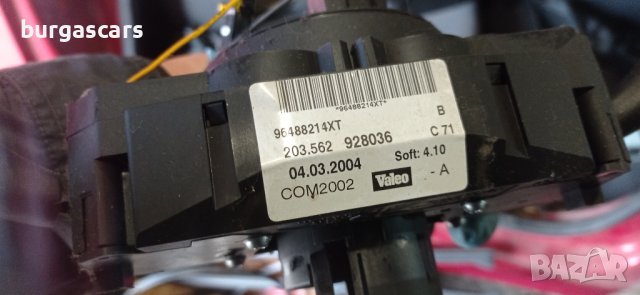 burgascars
*96488214XT*
96488214XT B
203.562 928036 C 71
04.03.2004 Soft: 4.10
COM2002 Valeo - A
BAZAR